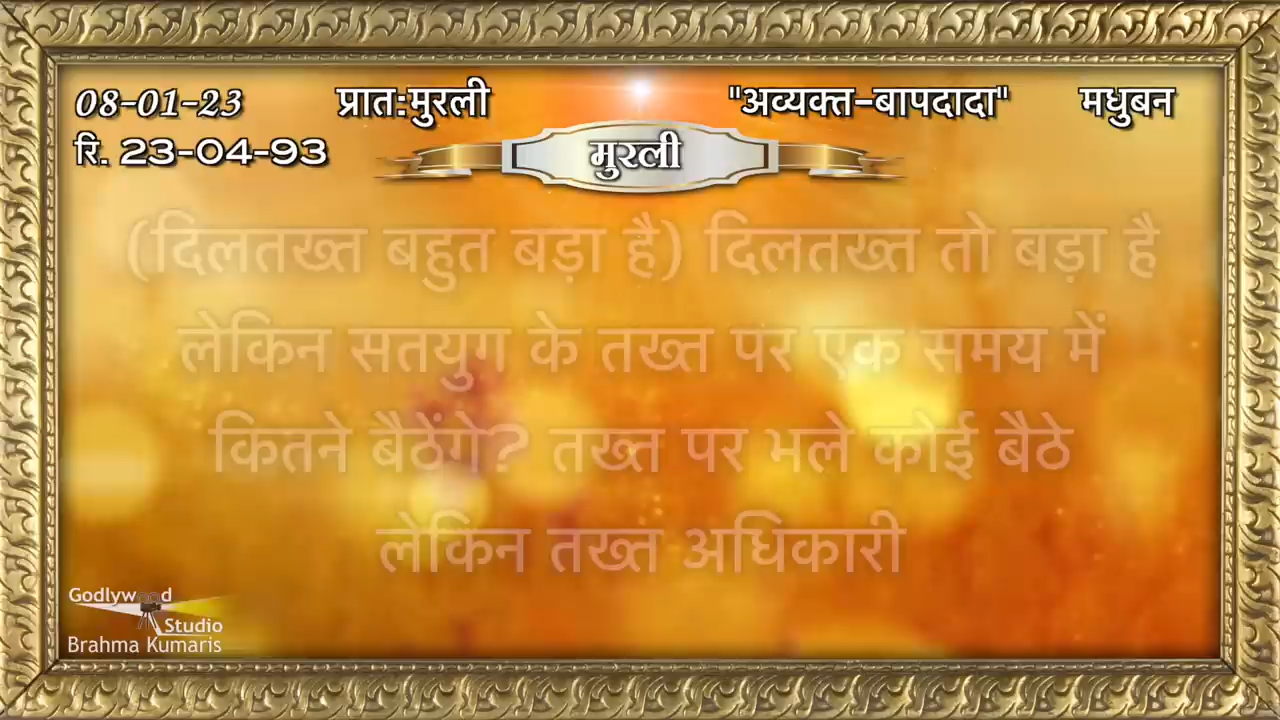 08-01-23 प्रात:मुरली "अव्यक्त-बापदादा" मधुबन
रि. 23-04-93
मुरली
(दिलतख्त बहुत बड़ा है) दिलतख्त तो बड़ा है
लेकिन सतयुग के तख्त पर एक समय में
कितने बैठेंगे? तख्त पर भले कोई बैठे
लेकिन तख्त अधिकारी
Godlywood
Studio
Brahma Kumaris